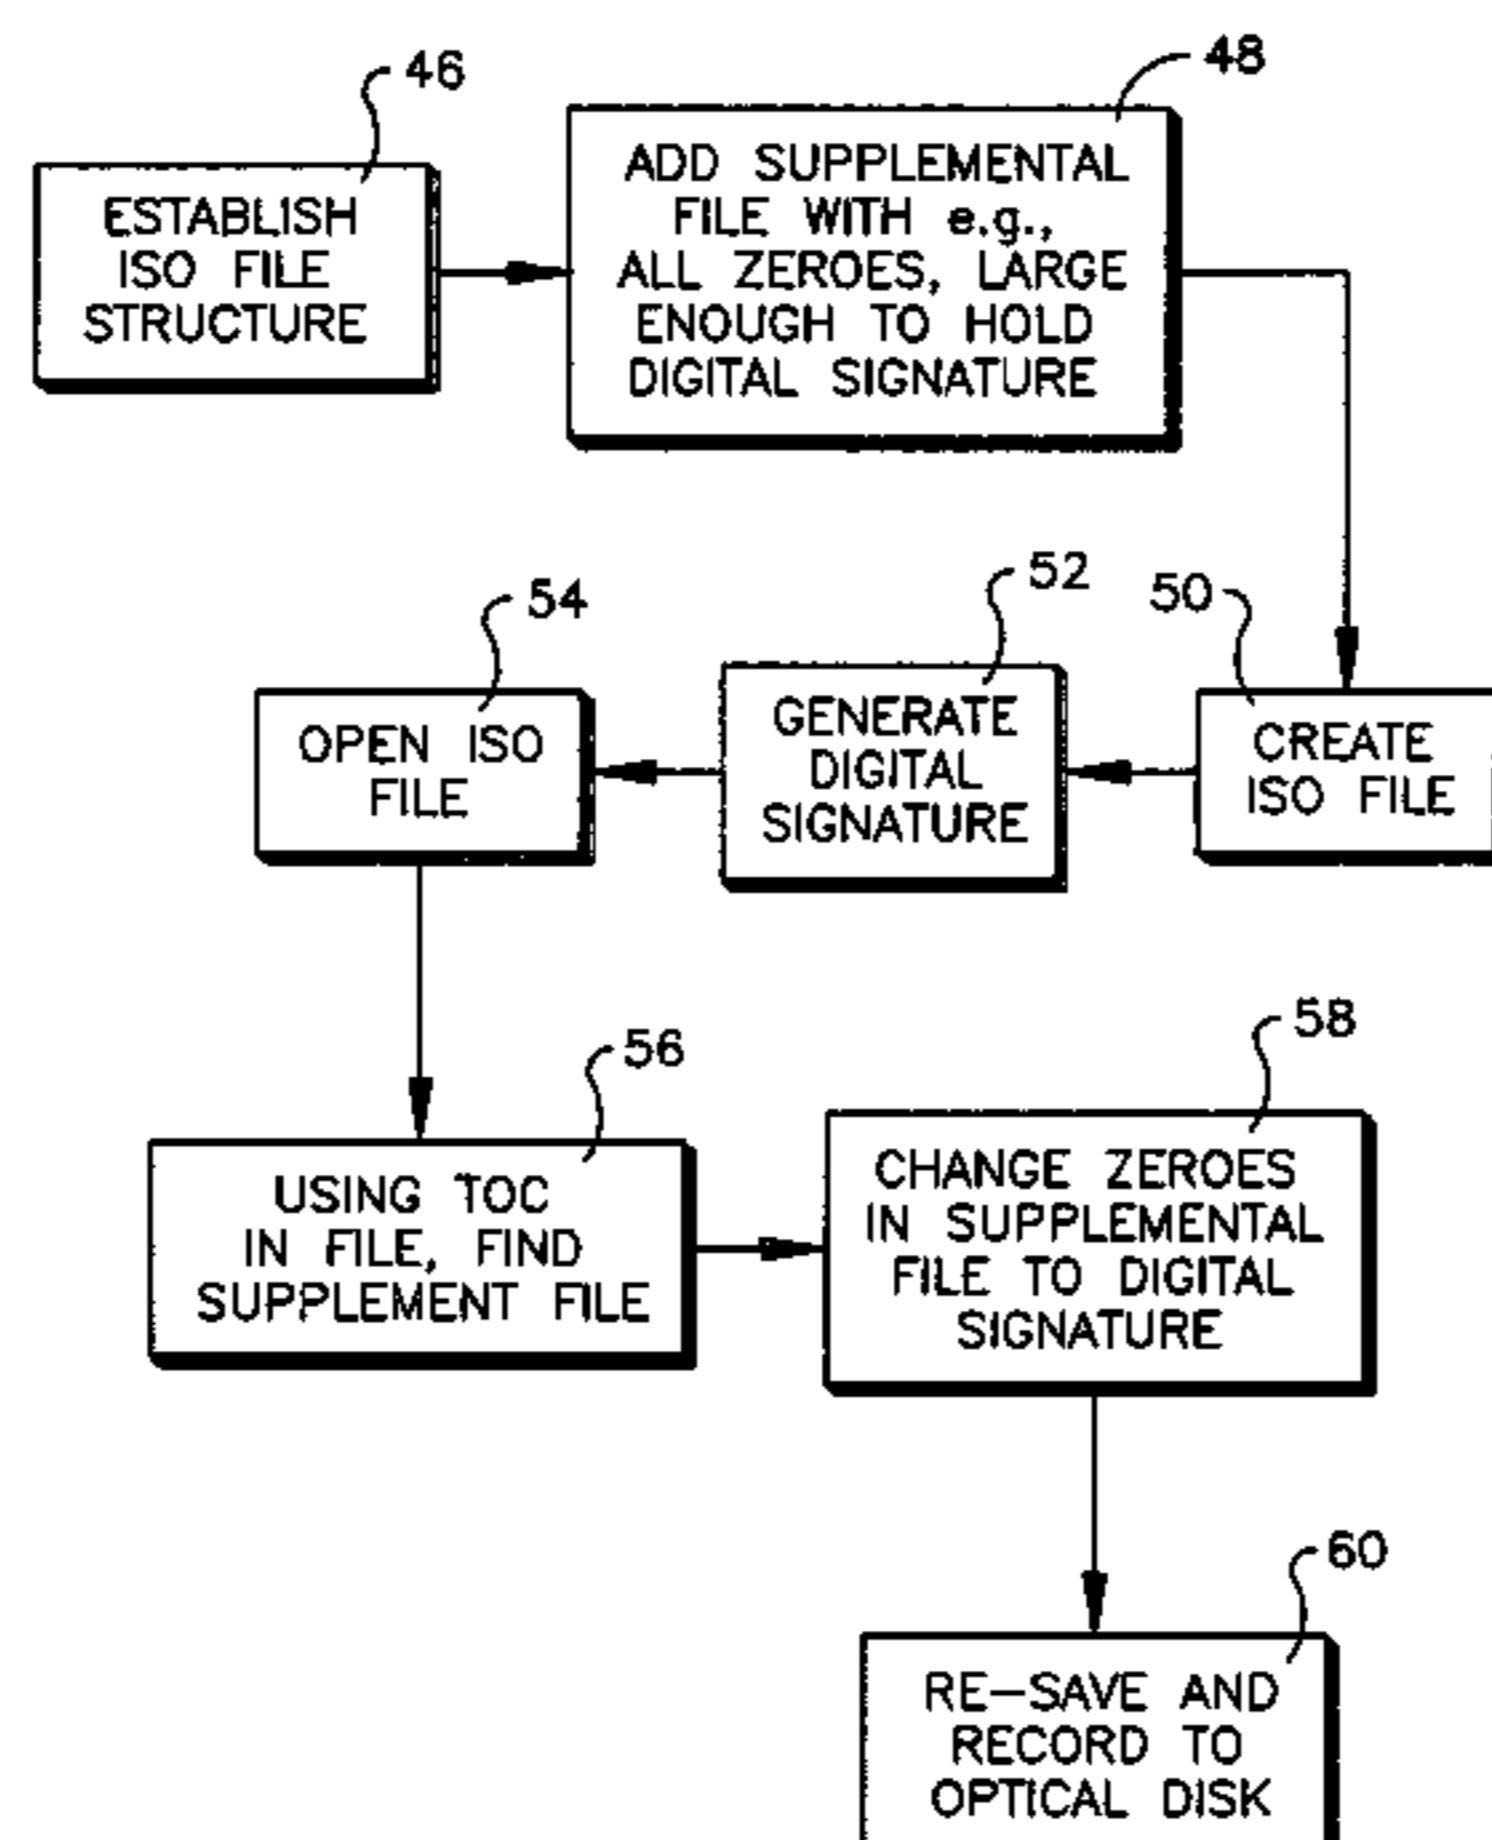 46
ESTABLISH
ISO FILE
STRUCTURE
48
ADD SUPPLEMENTAL
FILE WITH e.g.,
ALL ZEROES, LARGE
ENOUGH TO HOLD
DIGITAL SIGNATURE
50
CREATE
ISO FILE
52
GENERATE
DIGITAL
SIGNATURE
54
OPEN ISO
FILE
56
USING TOC
IN FILE, FIND
SUPPLEMENT FILE
58
CHANGE ZEROES
IN SUPPLEMENTAL
FILE TO DIGITAL
SIGNATURE
60
RE-SAVE AND
RECORD TO
OPTICAL DISK